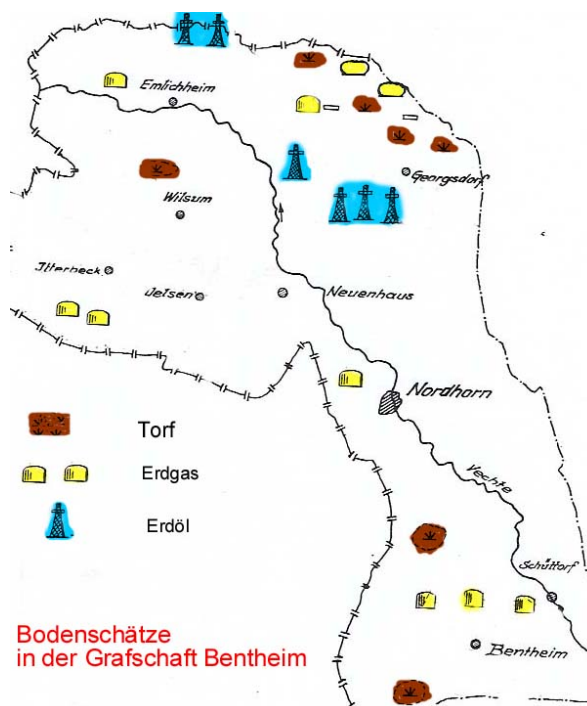 Emlichheim
Georgsdorf
Wilsum
Itterbeck
Uelsen
Neuenhaus
Nordhorn
Torf
Erdgas
Vechte
Erdöl
Schüttorf
Bodenschätze
in der Grafschaft Bentheim
Bentheim